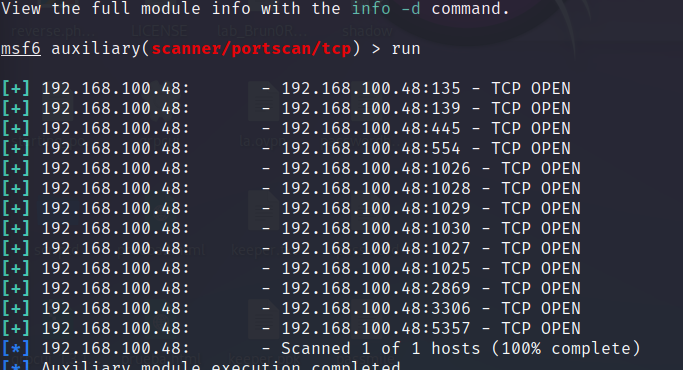 View the full module info with the info -d command.
msf6 auxiliary(scanner/portscan/tcp) > run
[+] 192.168.100.48: - 192.168.100.48:135 - TCP OPEN
[+] 192.168.100.48: - 192.168.100.48:139 - TCP OPEN
[+] 192.168.100.48: - 192.168.100.48:445 - TCP OPEN
[+] 192.168.100.48: - 192.168.100.48:554 - TCP OPEN
[+] 192.168.100.48: - 192.168.100.48:1026 - TCP OPEN
[+] 192.168.100.48: - 192.168.100.48:1028 - TCP OPEN
[+] 192.168.100.48: - 192.168.100.48:1029 - TCP OPEN
[+] 192.168.100.48: - 192.168.100.48:1030 - TCP OPEN
[+] 192.168.100.48: - 192.168.100.48:1027 - TCP OPEN
[+] 192.168.100.48: - 192.168.100.48:1025 - TCP OPEN
[+] 192.168.100.48: - 192.168.100.48:2869 - TCP OPEN
[+] 192.168.100.48: - 192.168.100.48:3306 - TCP OPEN
[+] 192.168.100.48: - 192.168.100.48:5357 - TCP OPEN
[*] 192.168.100.48: - Scanned 1 of 1 hosts (100% complete)
[*] Auxiliary module execution completed